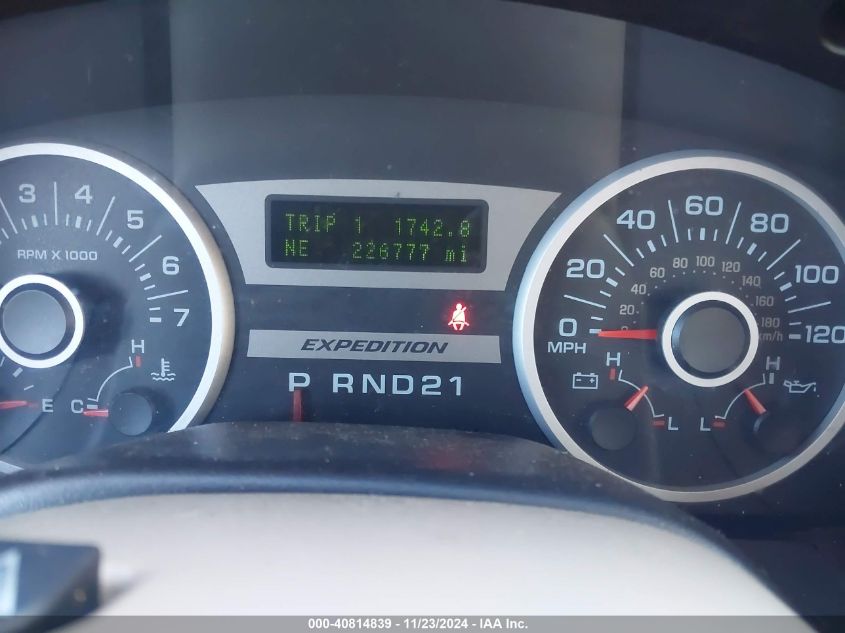 TRIP 1 1742.8
NE 226777 mi
3 4 5 6 7
RPM X 1000
H
E C
EXPEDITION
P RND21
0 20 40 60 80 100 120
MPH
20 40 60 80 100 120 140 160 180
km/h
H L
H L
000-40814839 - 11/23/2024 - IAA Inc.